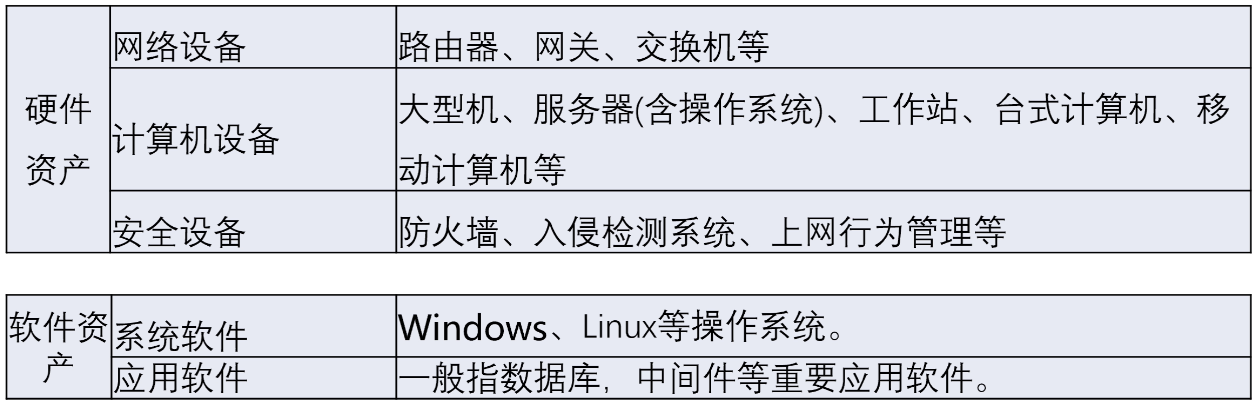 硬件
资产
网络设备
路由器、网关、交换机等
计算机设备
大型机、服务器(含操作系统)、工作站、台式计算机、移
动计算机等
安全设备
防火墙、入侵检测系统、上网行为管理等
软件资
产
系统软件
Windows、Linux等操作系统。
应用软件
一般指数据库，中间件等重要应用软件。